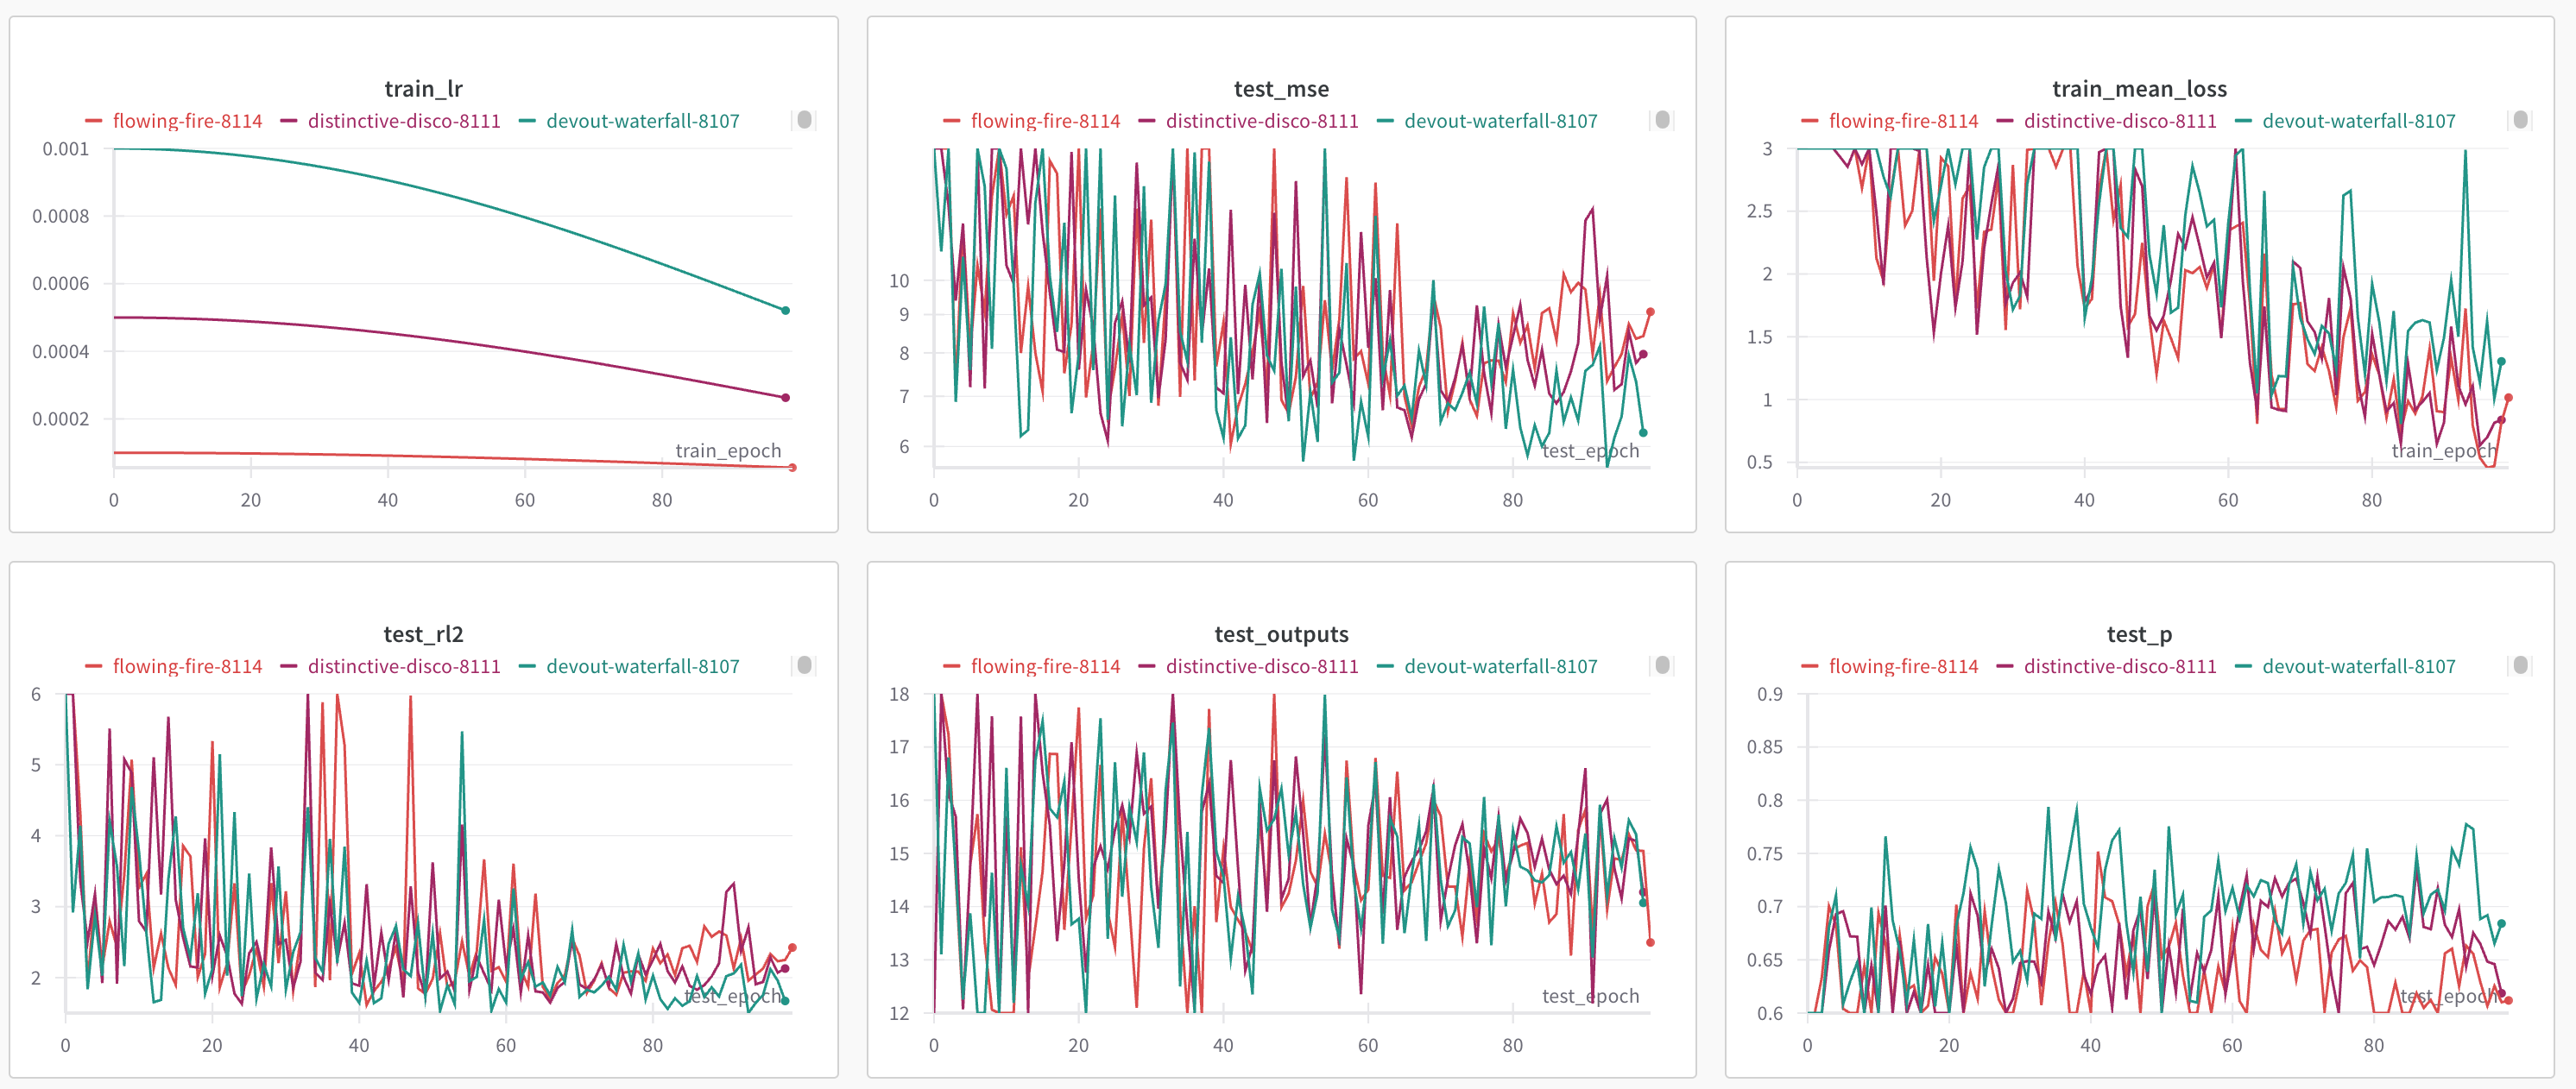 train_lr
flowing-fire-8114 distinctive-disco-8111 devout-waterfall-8107
0.001
0.0008
0.0006
0.0004
0.0002
train_epoch
0 20 40 60 80
test_mse
flowing-fire-8114 distinctive-disco-8111 devout-waterfall-8107
10
9
8
7
6
test_epoch
0 20 40 60 80
train_mean_loss
flowing-fire-8114 distinctive-disco-8111 devout-waterfall-8107
3
2.5
2
1.5
1
0.5
train_epoch
0 20 40 60 80
test_rl2
flowing-fire-8114 distinctive-disco-8111 devout-waterfall-8107
6
5
4
3
2
test_epoch
0 20 40 60 80
test_outputs
flowing-fire-8114 distinctive-disco-8111 devout-waterfall-8107
18
17
16
15
14
13
12
test_epoch
0 20 40 60 80
test_p
flowing-fire-8114 distinctive-disco-8111 devout-waterfall-8107
0.9
0.85
0.8
0.75
0.7
0.65
0.6
test_epoch
0 20 40 60 80